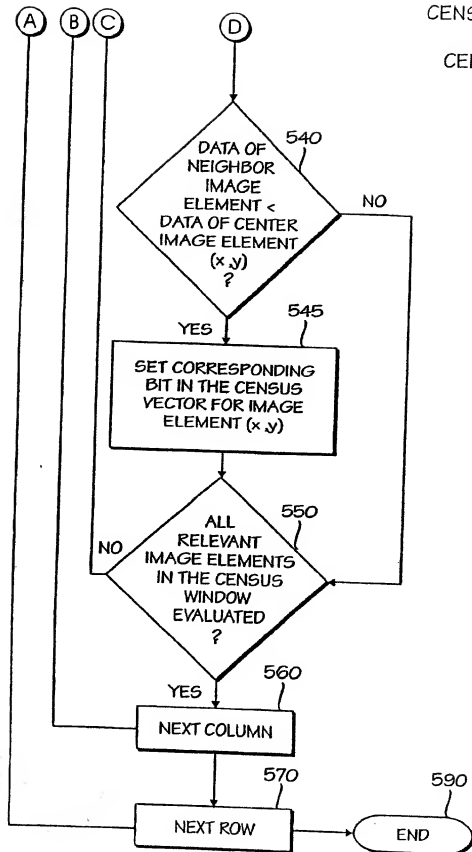 A
B
C
D
CENS
CEN
540
DATA OF
NEIGHBOR
IMAGE
ELEMENT <
DATA OF CENTER
IMAGE ELEMENT
(x,y)
?
NO
YES
545
SET CORRESPONDING
BIT IN THE CENSUS
VECTOR FOR IMAGE
ELEMENT (x,y)
550
ALL
RELEVANT
IMAGE ELEMENTS
IN THE CENSUS
WINDOW
EVALUATED
?
NO
YES
560
NEXT COLUMN
570
NEXT ROW
590
END